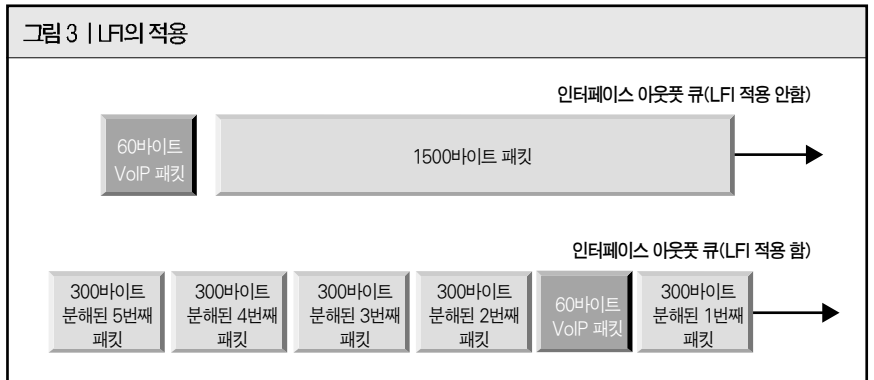 그림 3 | LFI의 적용
인터페이스 아웃풋 큐(LFI 적용 안함)
60바이트
VoIP 패킷
1500바이트 패킷
인터페이스 아웃풋 큐(LFI 적용 함)
300바이트
분해된 5번째
패킷
300바이트
분해된 4번째
패킷
300바이트
분해된 3번째
패킷
300바이트
분해된 2번째
패킷
60바이트
VoIP 패킷
300바이트
분해된 1번째
패킷